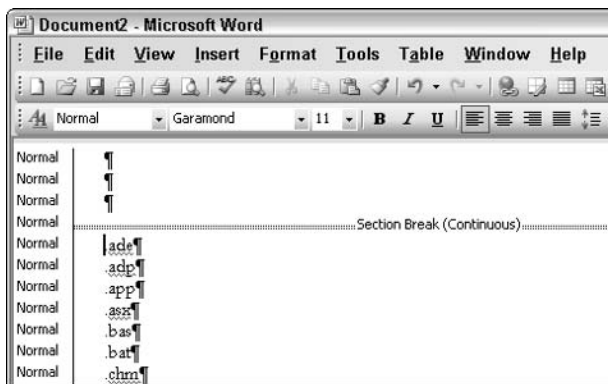 Document2 - Microsoft Word
File Edit View Insert Format Tools Table Window Help
Normal Garamond 11 B I U
Normal ¶
Normal ¶
Normal ¶
Normal Section Break (Continuous)
Normal .ade¶
Normal .adp¶
Normal .app¶
Normal .asx¶
Normal .bas¶
Normal .bat¶
Normal .chm¶